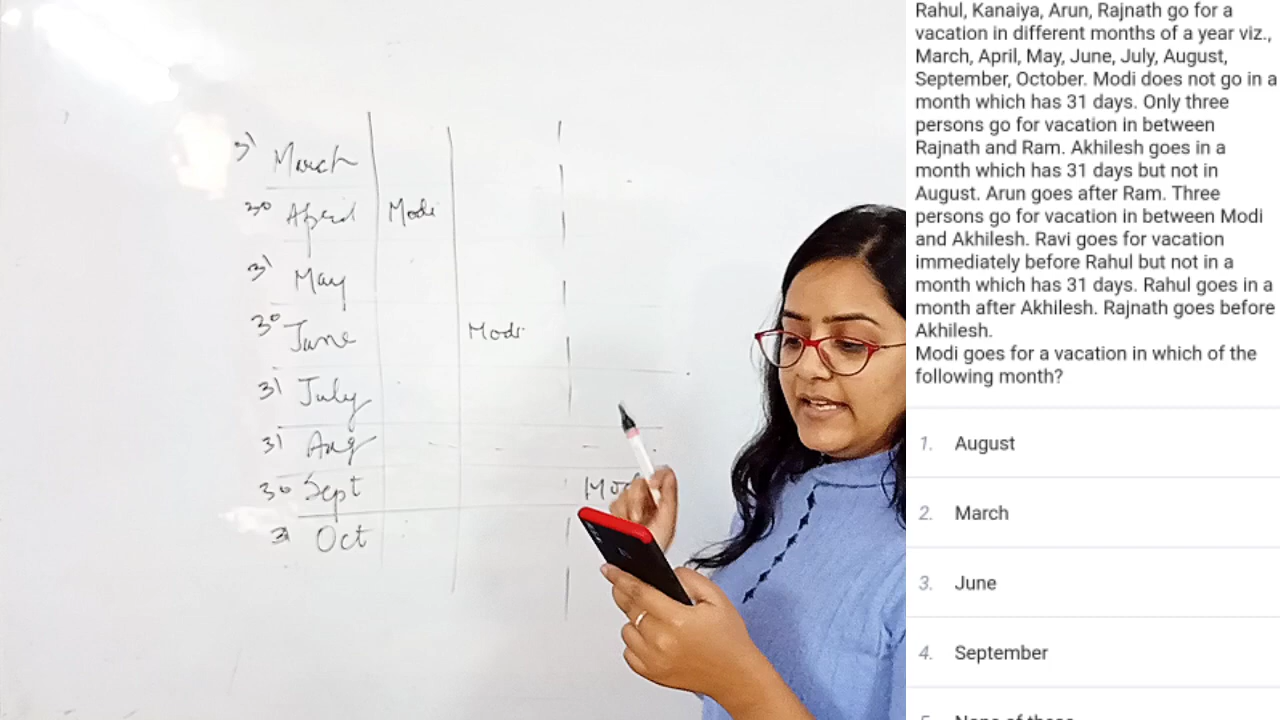 31 March
30 April Modi
31 May
30 June Modi
31 July
31 Aug
30 Sept
31 Oct
Rahul, Kanaiya, Arun, Rajnath go for a
vacation in different months of a year viz.,
March, April, May, June, July, August,
September, October. Modi does not go in a
month which has 31 days. Only three
persons go for vacation in between
Rajnath and Ram. Akhilesh goes in a
month which has 31 days but not in
August. Arun goes after Ram. Three
persons go for vacation in between Modi
and Akhilesh. Ravi goes for vacation
immediately before Rahul but not in a
month which has 31 days. Rahul goes in a
month after Akhilesh. Rajnath goes before
Akhilesh.
Modi goes for a vacation in which of the
following month?
1. August
2. March
3. June
4. September